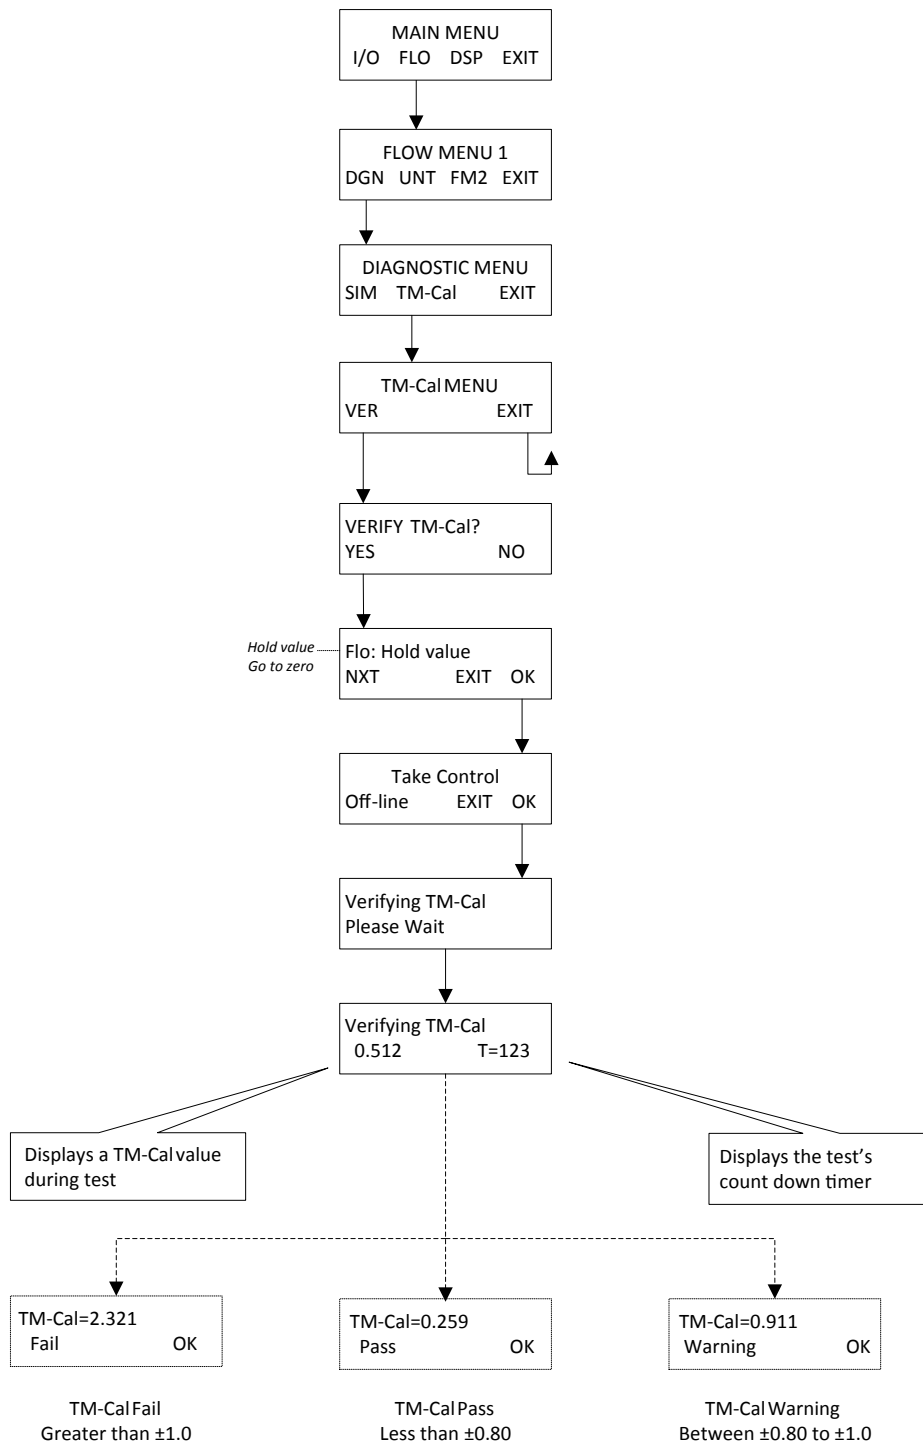 MAIN MENU
I/O FLO DSP EXIT
FLOW MENU 1
DGN UNT FM2 EXIT
DIAGNOSTIC MENU
SIM TM-Cal EXIT
TM-Cal MENU
VER EXIT
VERIFY TM-Cal?
YES NO
Hold value
Go to zero
Flo: Hold value
NXT EXIT OK
Take Control
Off-line EXIT OK
Verifying TM-Cal
Please Wait
Verifying TM-Cal
0.512 T=123
Displays a TM-Cal value
during test
Displays the test’s
count down timer
TM-Cal=2.321
Fail OK
TM-Cal=0.259
Pass OK
TM-Cal=0.911
Warning OK
TM-Cal Fail
Greater than ±1.0
TM-Cal Pass
Less than ±0.80
TM-Cal Warning
Between ±0.80 to ±1.0